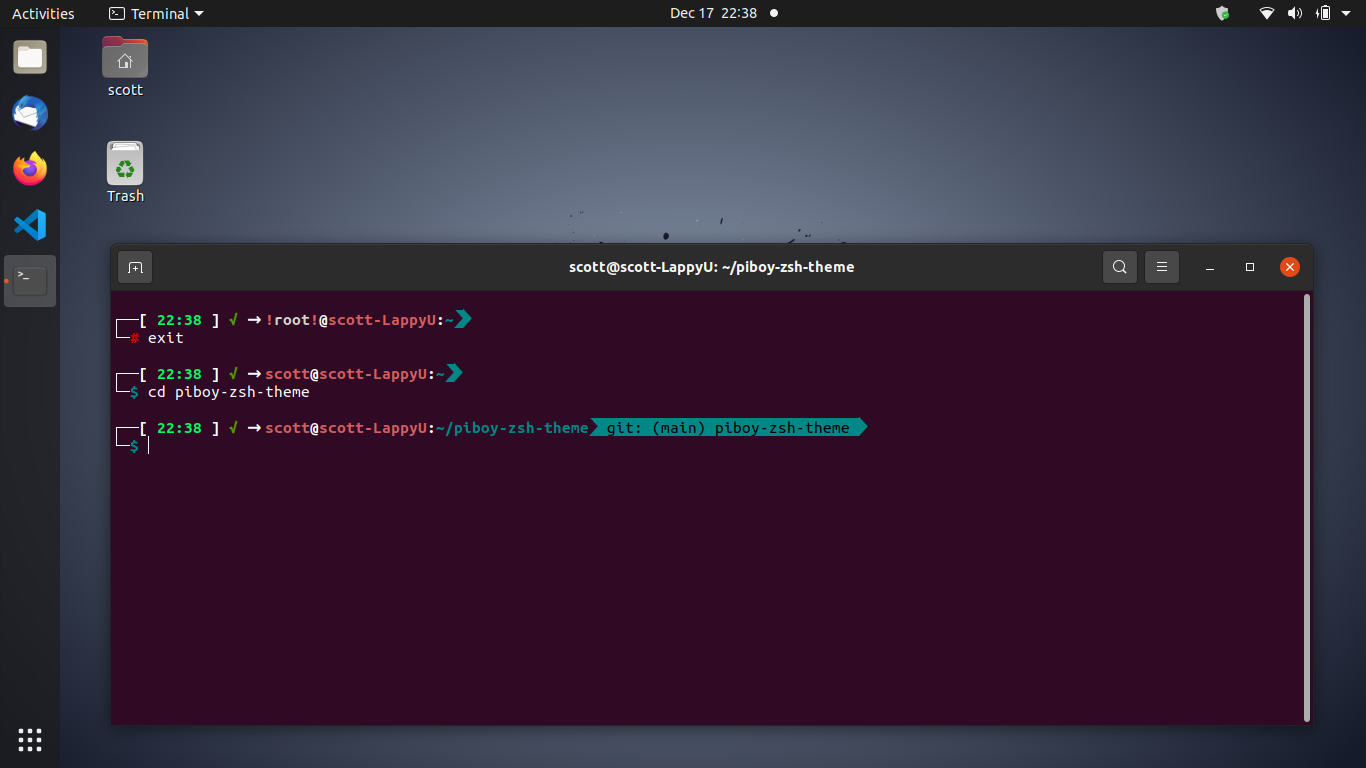 Activities Terminal Dec 17 22:38
scott
Trash
scott@scott-LappyU: ~/piboy-zsh-theme
[ 22:38 ] √ →!root!@scott-LappyU:~
# exit
[ 22:38 ] √ →scott@scott-LappyU:~
$ cd piboy-zsh-theme
[ 22:38 ] √ →scott@scott-LappyU:~/piboy-zsh-theme git: (main) piboy-zsh-theme
$